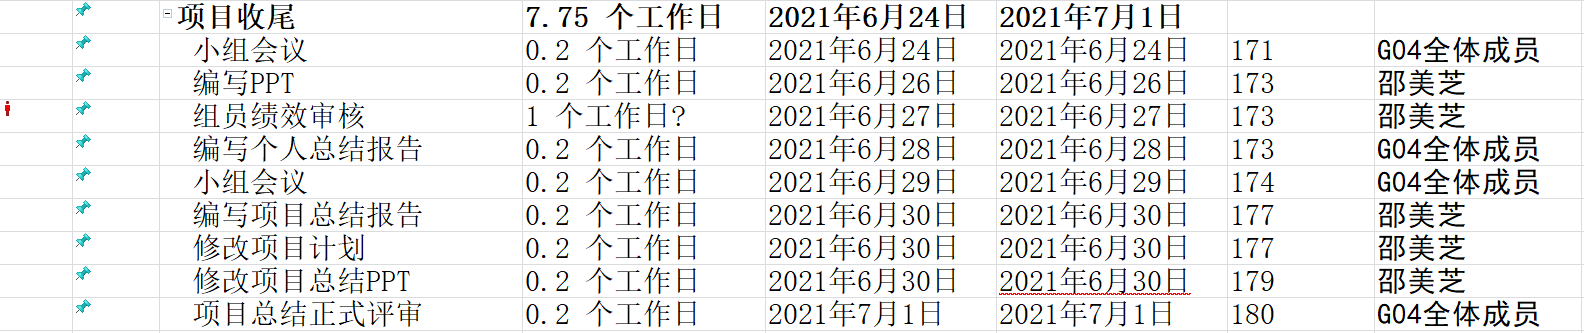 项目收尾 7.75 个工作日 2021年6月24日 2021年7月1日
小组会议 0.2 个工作日 2021年6月24日 2021年6月24日 171 G04全体成员
编写PPT 0.2 个工作日 2021年6月26日 2021年6月26日 173 邵美芝
组员绩效审核 1 个工作日? 2021年6月27日 2021年6月27日 173 邵美芝
编写个人总结报告 0.2 个工作日 2021年6月28日 2021年6月28日 173 G04全体成员
小组会议 0.2 个工作日 2021年6月29日 2021年6月29日 174 G04全体成员
编写项目总结报告 0.2 个工作日 2021年6月30日 2021年6月30日 177 邵美芝
修改项目计划 0.2 个工作日 2021年6月30日 2021年6月30日 177 邵美芝
修改项目总结PPT 0.2 个工作日 2021年6月30日 2021年6月30日 179 邵美芝
项目总结正式评审 0.2 个工作日 2021年7月1日 2021年7月1日 180 G04全体成员